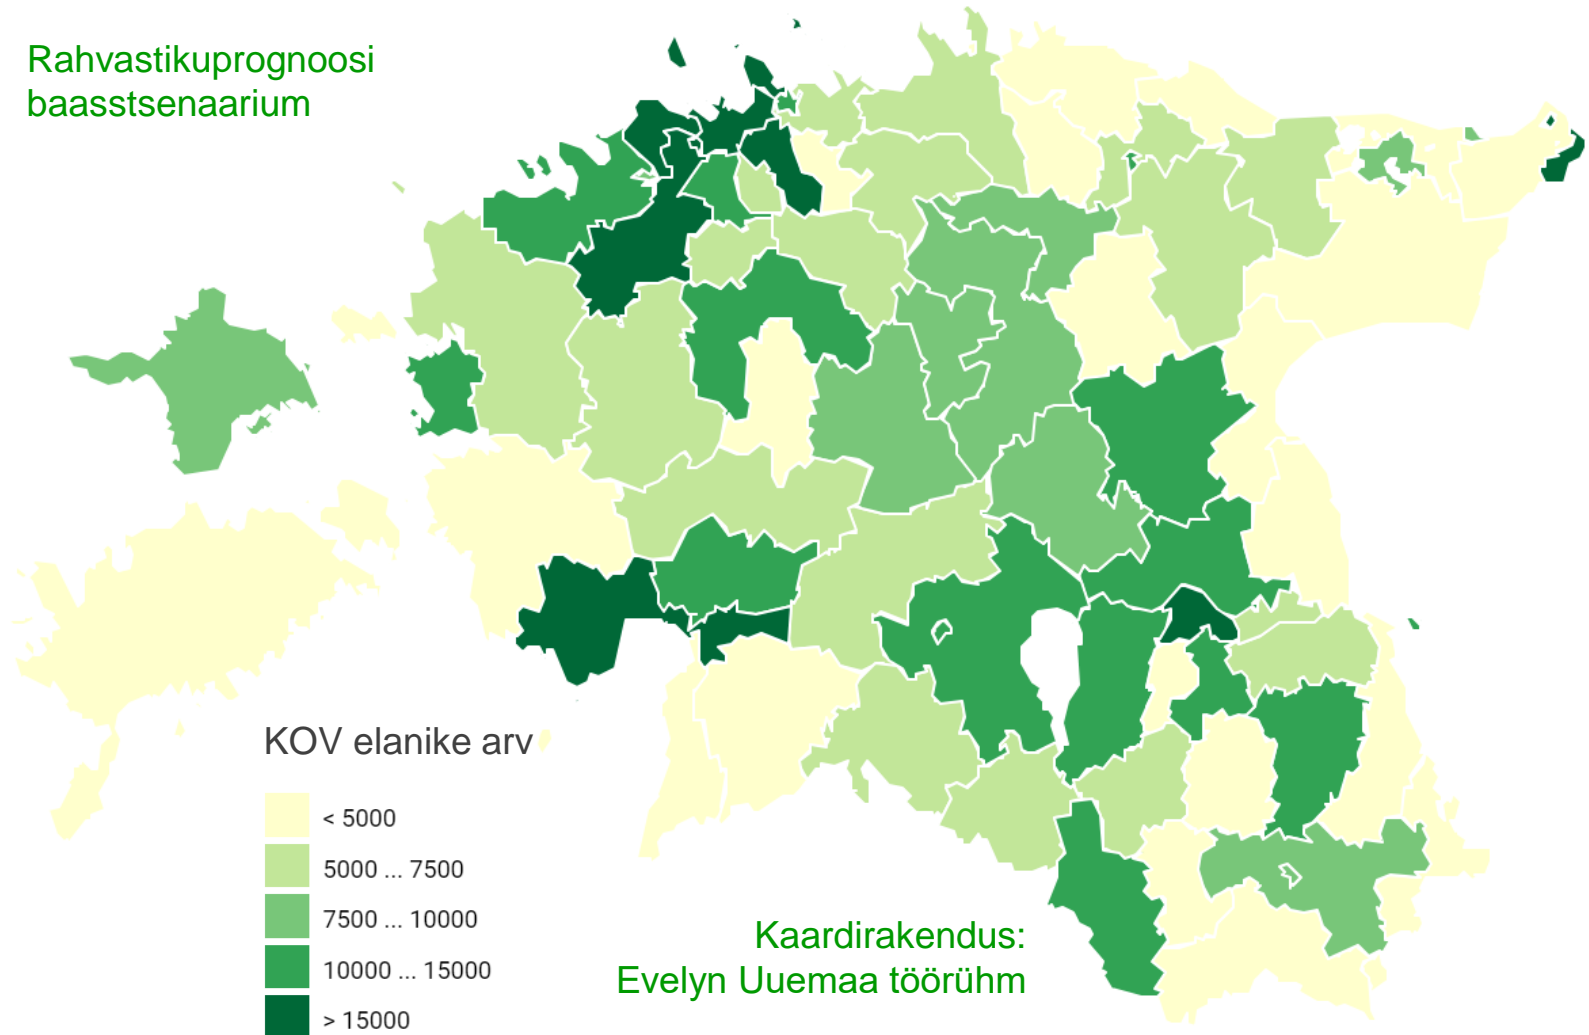 Rahvastikuprognoosi
baasstsenaarium
KOV elanike arv
< 5000
5000 ... 7500
7500 ... 10000
10000 ... 15000
> 15000
Kaardirakendus:
Evelyn Uuemaa töörühm